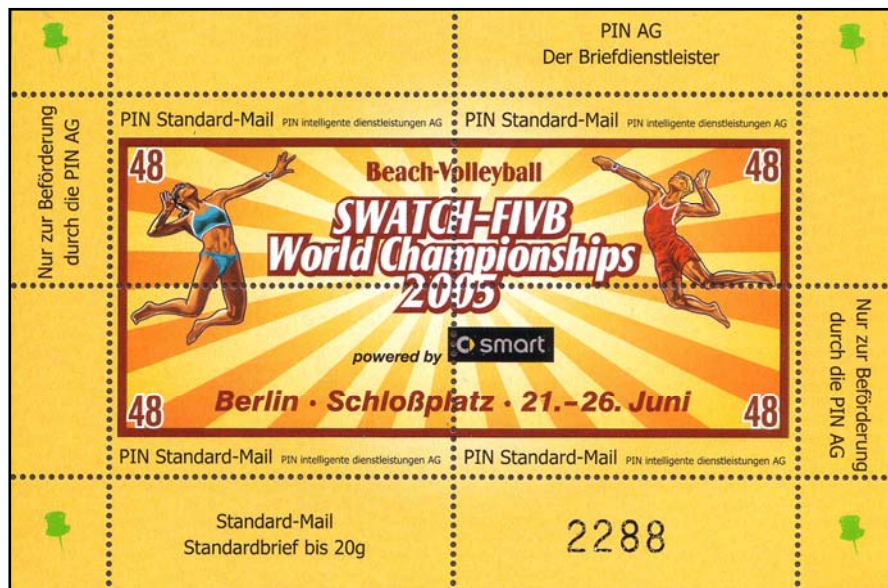 PIN AG
Der Briefdienstleister
Nur zur Beförderung
durch die PIN AG
PIN Standard-Mail PIN intelligente dienstleistungen AG
PIN Standard-Mail PIN intelligente dienstleistungen AG
48
48
Beach-Volleyball
SWATCH-FIVB
World Championships
2005
powered by smart
48
Berlin · Schloßplatz · 21.–26. Juni
48
Nur zur Beförderung
durch die PIN AG
PIN Standard-Mail PIN intelligente dienstleistungen AG
PIN Standard-Mail PIN intelligente dienstleistungen AG
Standard-Mail
Standardbrief bis 20g
2288